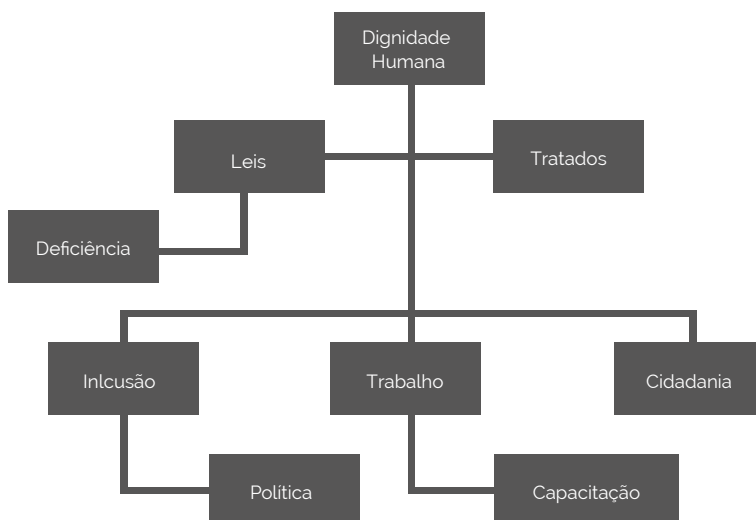 Dignidade
Humana
Leis
Tratados
Deficiência
Inlcusão
Trabalho
Cidadania
Política
Capacitação